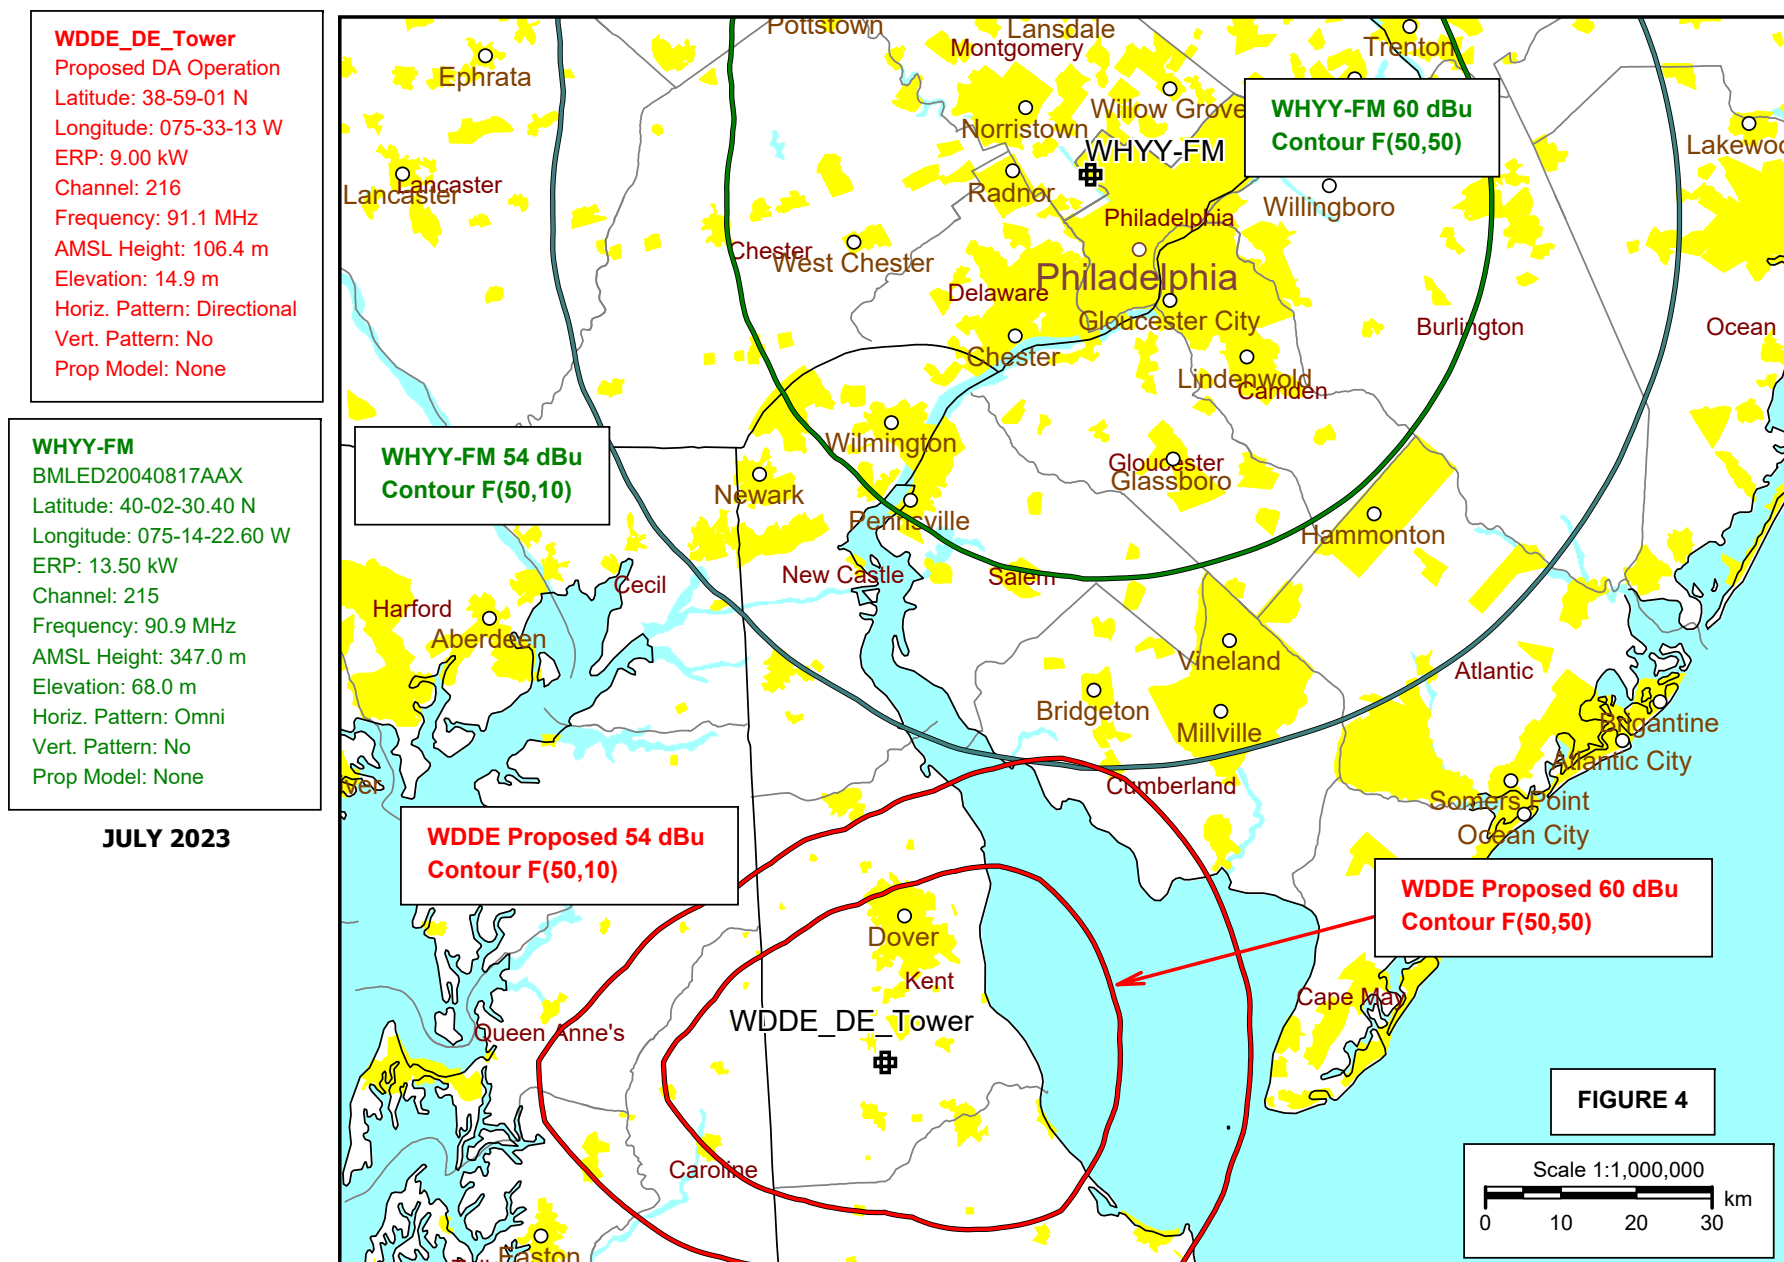 WDDE_DE_Tower
Proposed DA Operation
Latitude: 38-59-01 N
Longitude: 075-33-13 W
ERP: 9.00 kW
Channel: 216
Frequency: 91.1 MHz
AMSL Height: 106.4 m
Elevation: 14.9 m
Horiz. Pattern: Directional
Vert. Pattern: No
Prop Model: None
WHYY-FM
BMLED20040817AAX
Latitude: 40-02-30.40 N
Longitude: 075-14-22.60 W
ERP: 13.50 kW
Channel: 215
Frequency: 90.9 MHz
AMSL Height: 347.0 m
Elevation: 68.0 m
Horiz. Pattern: Omni
Vert. Pattern: No
Prop Model: None
JULY 2023
Pottstown
Lansdale
Montgomery
Trenton
Ephrata
Willow Grove
WHYY-FM 60 dBu
Contour F(50,50)
Norristown
WHYY-FM
Lakewoo
Lancaster
Lancaster
Radnor
Willingboro
Philadelphia
Chester
West Chester
Philadelphia
Delaware
Gloucester City
Burlington
Ocean
Chester
Lindenwold
Camden
Wilmington
WHYY-FM 54 dBu
Contour F(50,10)
Gloucester
Glassboro
Newark
Pennsville
Hammonton
New Castle
Salem
Cecil
Harford
Aberdeen
Vineland
Atlantic
Bridgeton
Millville
Brigantine
Atlantic City
ver
Cumberland
Somers Point
Ocean City
WDDE Proposed 54 dBu
Contour F(50,10)
WDDE Proposed 60 dBu
Contour F(50,50)
Dover
Kent
Cape May
WDDE_DE_Tower
Queen Anne's
FIGURE 4
Caroline
Scale 1:1,000,000
km
0 10 20 30
Easton